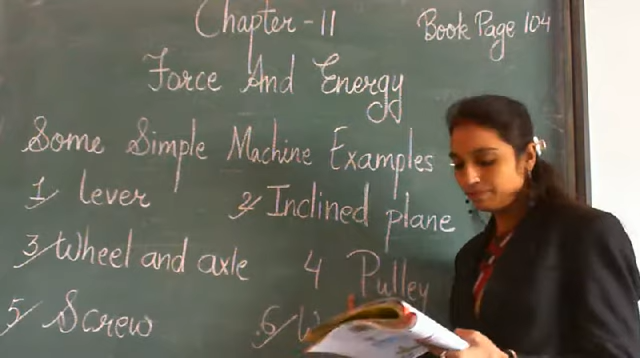 Chapter - 11
Book Page 104
Force And Energy
Some Simple Machine Examples
1/ lever 2/ Inclined plane
3/ Wheel and axle 4 Pulley
5/ Screw 6/ W